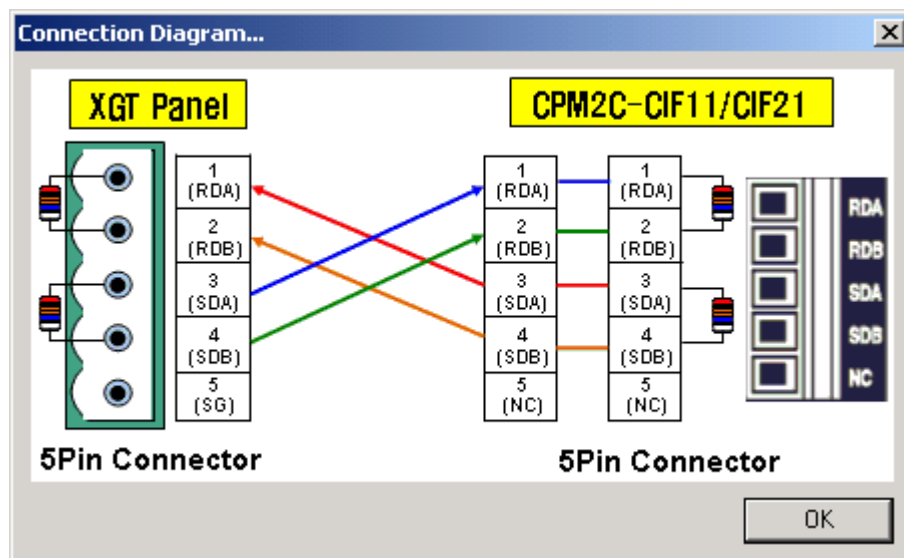 Connection Diagram...
XGT Panel
CPM2C-CIF11/CIF21
1
(RDA)
2
(RDB)
3
(SDA)
4
(SDB)
5
(SG)
1
(RDA)
2
(RDB)
3
(SDA)
4
(SDB)
5
(NC)
1
(RDA)
2
(RDB)
3
(SDA)
4
(SDB)
5
(NC)
RDA
RDB
SDA
SDB
NC
5Pin Connector
5Pin Connector
OK